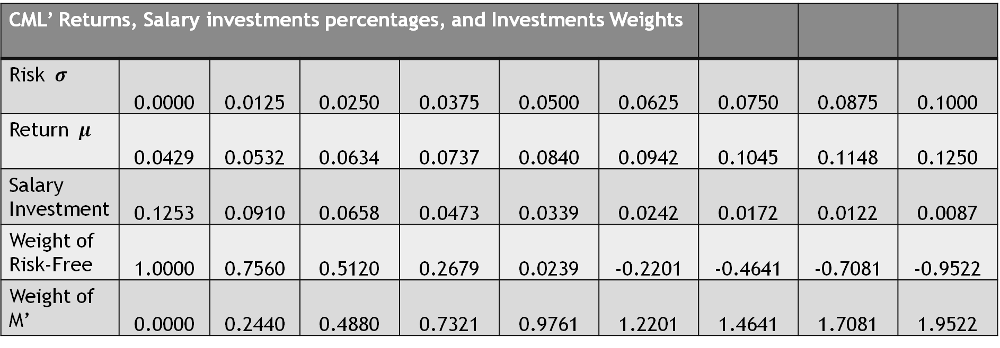 CML’ Returns, Salary investments percentages, and Investments Weights
Risk σ 0.0000 0.0125 0.0250 0.0375 0.0500 0.0625 0.0750 0.0875 0.1000
Return μ 0.0429 0.0532 0.0634 0.0737 0.0840 0.0942 0.1045 0.1148 0.1250
Salary
Investment 0.1253 0.0910 0.0658 0.0473 0.0339 0.0242 0.0172 0.0122 0.0087
Weight of
Risk-Free 1.0000 0.7560 0.5120 0.2679 0.0239 -0.2201 -0.4641 -0.7081 -0.9522
Weight of
M’ 0.0000 0.2440 0.4880 0.7321 0.9761 1.2201 1.4641 1.7081 1.9522